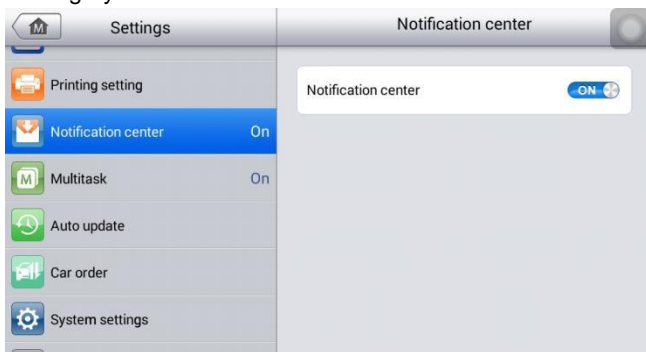 Settings
Notification center
Printing setting
Notification center
ON
Notification center On
M Multitask On
Auto update
Car order
System settings